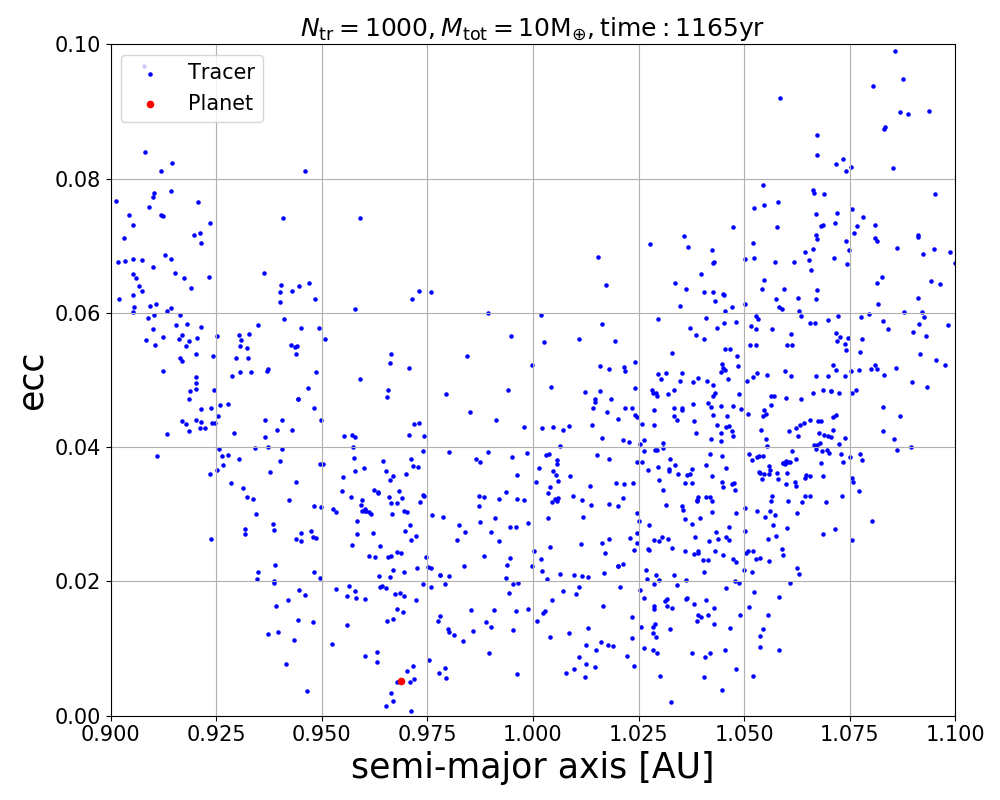 N_tr = 1000, M_tot = 10M_⊕, time : 1165yr
0.10
0.08
0.06
0.04
0.02
0.00
ecc
Tracer
Planet
0.900 0.925 0.950 0.975 1.000 1.025 1.050 1.075 1.100
semi-major axis [AU]